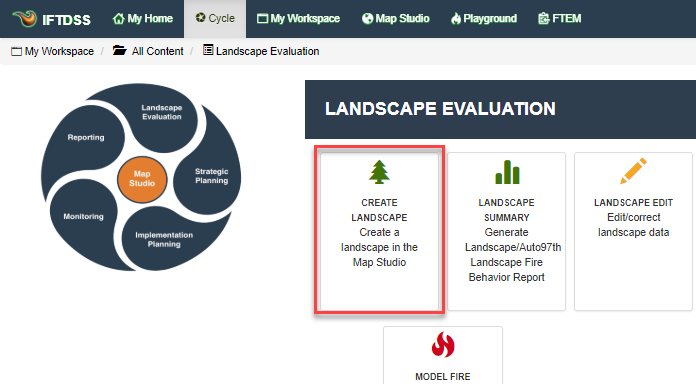 IFTDSS My Home Cycle My Workspace Map Studio Playground FTEM
My Workspace / All Content / Landscape Evaluation
Landscape
Evaluation
Reporting
Map
Studio
Strategic
Planning
Monitoring
Implementation
Planning
LANDSCAPE EVALUATION
CREATE
LANDSCAPE
Create a
landscape in the
Map Studio
LANDSCAPE
SUMMARY
Generate
Landscape/Auto97th
Landscape Fire
Behavior Report
LANDSCAPE EDIT
Edit/correct
landscape data
MODEL FIRE